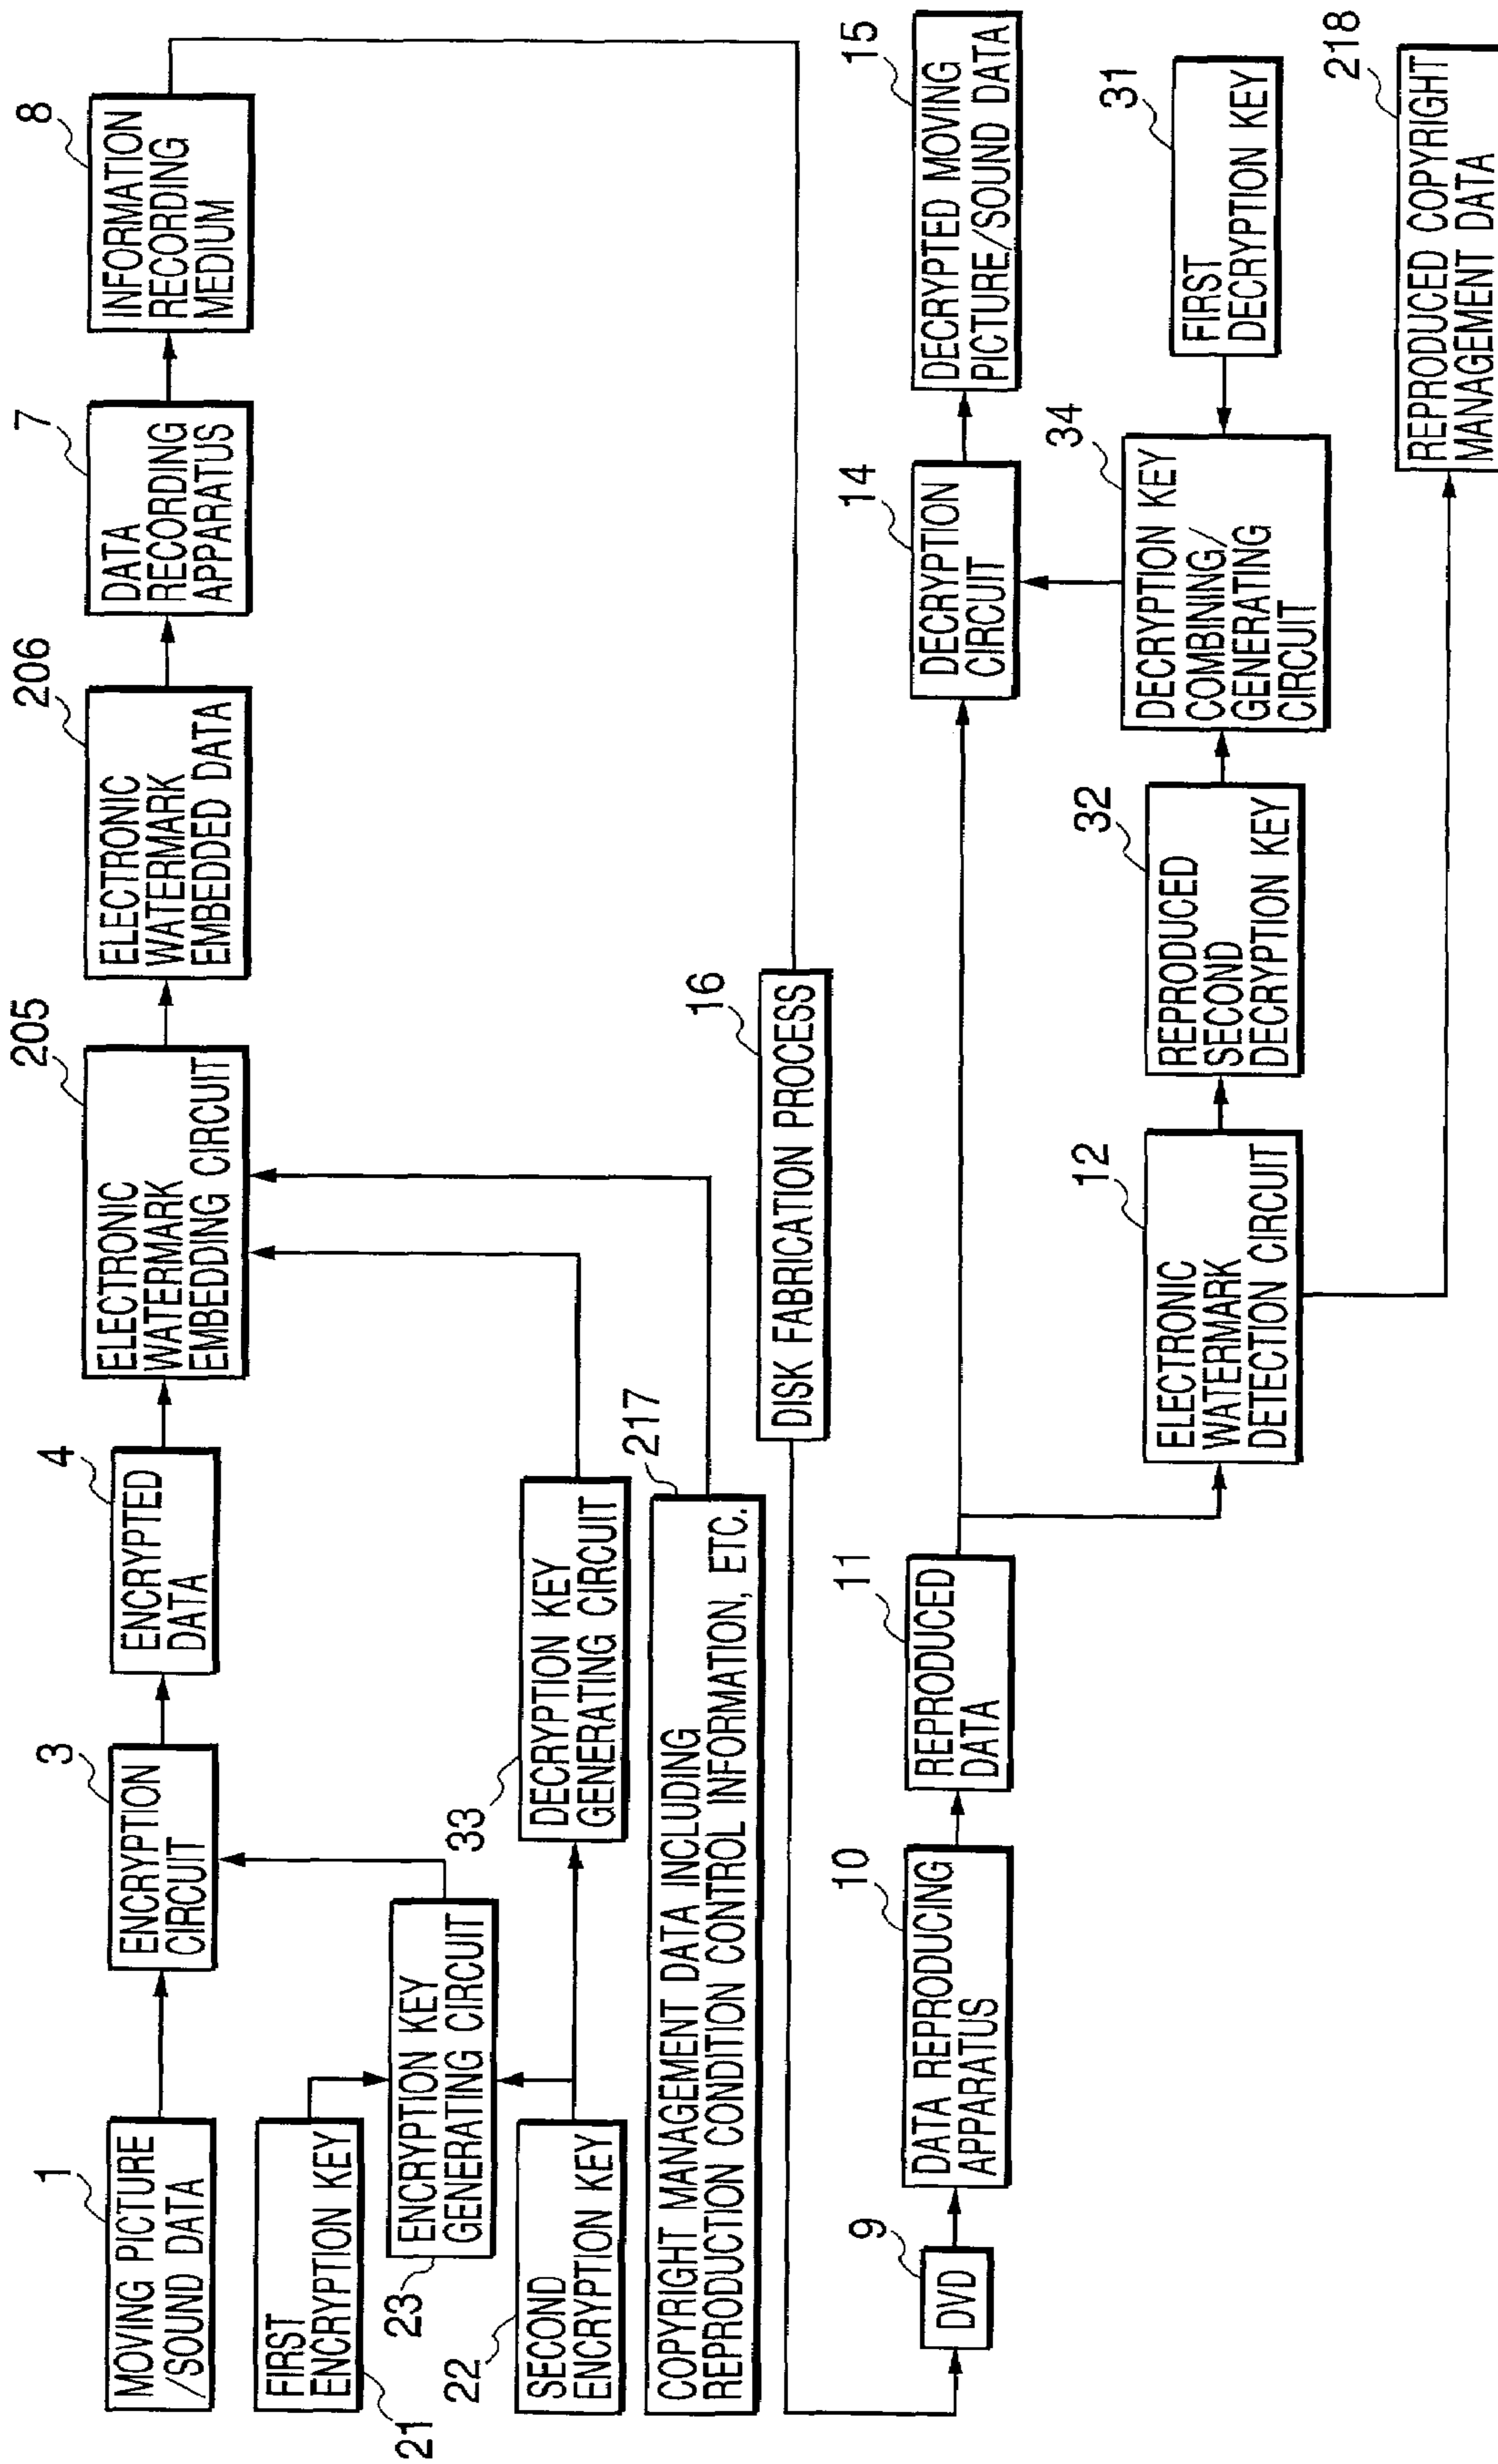 1
MOVING PICTURE
/SOUND DATA
3
ENCRYPTION
CIRCUIT
4
ENCRYPTED
DATA
205
ELECTRONIC
WATERMARK
EMBEDDING CIRCUIT
206
ELECTRONIC
WATERMARK
EMBEDDED DATA
7
DATA
RECORDING
APPARATUS
8
INFORMATION
RECORDING
MEDIUM
FIRST
ENCRYPTION KEY
21
ENCRYPTION KEY
GENERATING CIRCUIT
23
22
SECOND
ENCRYPTION KEY
33
DECRYPTION KEY
GENERATING CIRCUIT
217
COPYRIGHT MANAGEMENT DATA INCLUDING
REPRODUCTION CONDITION CONTROL INFORMATION, ETC.
16
DISK FABRICATION PROCESS
9
DVD
10
DATA REPRODUCING
APPARATUS
11
REPRODUCED
DATA
14
DECRYPTION
CIRCUIT
15
DECRYPTED MOVING
PICTURE/SOUND DATA
12
ELECTRONIC
WATERMARK
DETECTION CIRCUIT
32
REPRODUCED
SECOND
DECRYPTION KEY
34
DECRYPTION KEY
COMBINING/
GENERATING
CIRCUIT
31
FIRST
DECRYPTION KEY
218
REPRODUCED COPYRIGHT
MANAGEMENT DATA